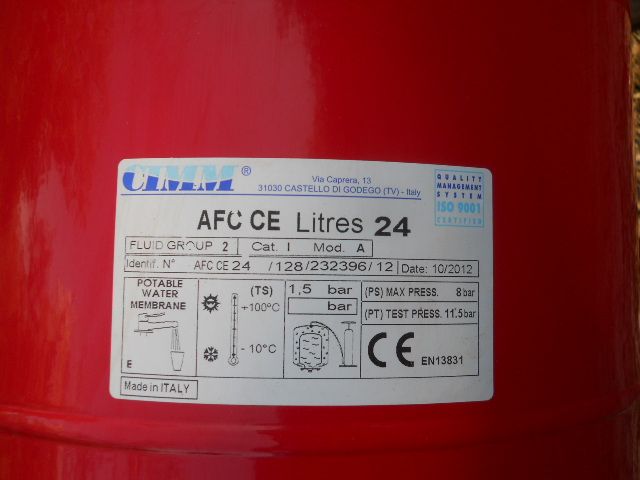 CIMM®
Via Caprera, 13
31030 CASTELLO DI GODEGO (TV) - Italy
QUALITY
MANAGEMENT
SYSTEM
ISO 9001
CERTIFIED
AFC CE Litres 24
FLUID GROUP 2 Cat. I Mod. A
Identif. N° AFC CE 24 /128/232396/12 Date: 10/2012
POTABLE
WATER
MEMBRANE
E
(TS)
+100°C
- 10°C
1,5 bar
bar
(PS) MAX PRESS. 8 bar
(PT) TEST PRESS. 11.5 bar
CE EN13831
Made in ITALY